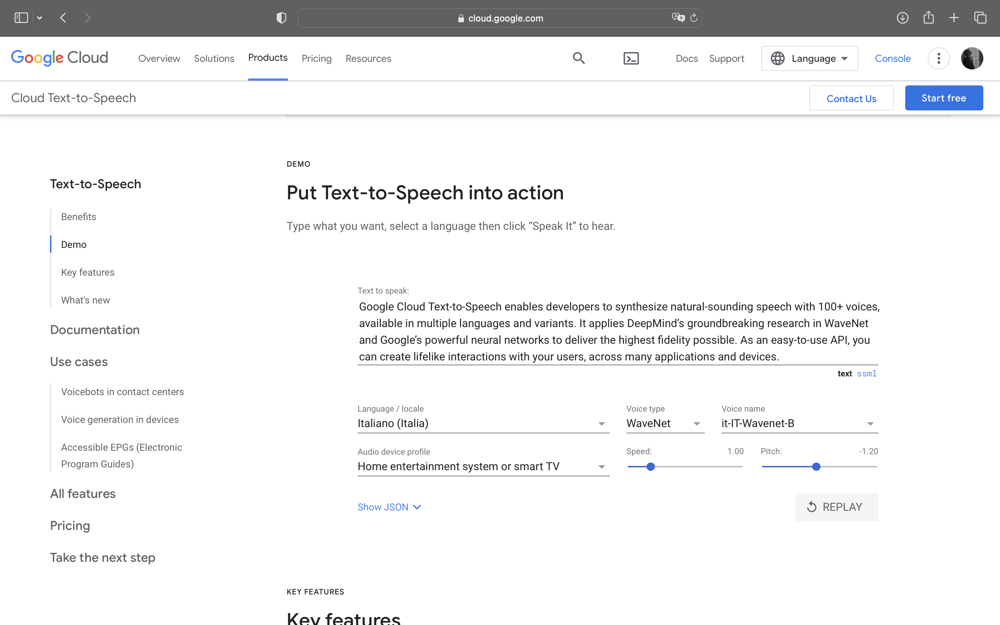 cloud.google.com
Google Cloud
Overview
Solutions
Products
Pricing
Resources
Docs
Support
Language
Console
Cloud Text-to-Speech
Contact Us
Start free
Text-to-Speech
Benefits
Demo
Key features
What's new
Documentation
Use cases
Voicebots in contact centers
Voice generation in devices
Accessible EPGs (Electronic
Program Guides)
All features
Pricing
Take the next step
DEMO
Put Text-to-Speech into action
Type what you want, select a language then click “Speak It” to hear.
Text to speak:
Google Cloud Text-to-Speech enables developers to synthesize natural-sounding speech with 100+ voices,
available in multiple languages and variants. It applies DeepMind’s groundbreaking research in WaveNet
and Google’s powerful neural networks to deliver the highest fidelity possible. As an easy-to-use API, you
can create lifelike interactions with your users, across many applications and devices.
text ssml
Language / locale
Italiano (Italia)
Voice type
WaveNet
Voice name
it-IT-Wavenet-B
Audio device profile
Home entertainment system or smart TV
Speed: 1.00
Pitch: -1.20
Show JSON
REPLAY
KEY FEATURES
Key features